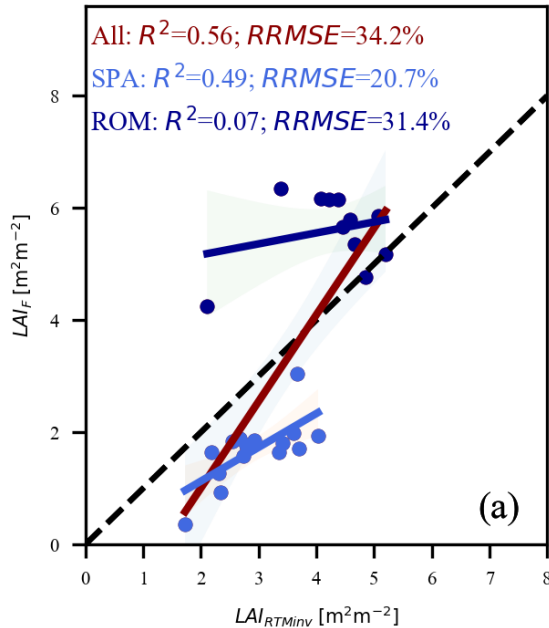 All: R²=0.56; RRMSE=34.2%
SPA: R²=0.49; RRMSE=20.7%
ROM: R²=0.07; RRMSE=31.4%
8
6
4
2
0
LAI_F [m²m⁻²]
(a)
0 1 2 3 4 5 6 7 8
LAI_RTMinv [m²m⁻²]